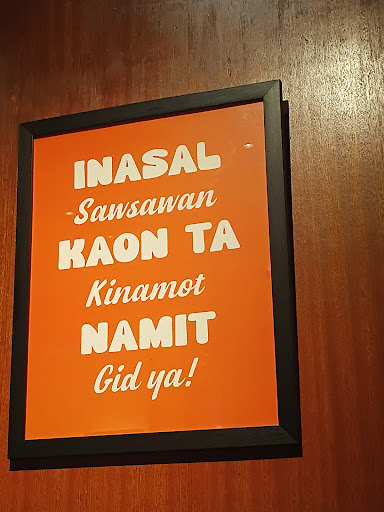 INASAL
Sawsawan
KAON TA
Kinamot
NAMIT
Gid ya!